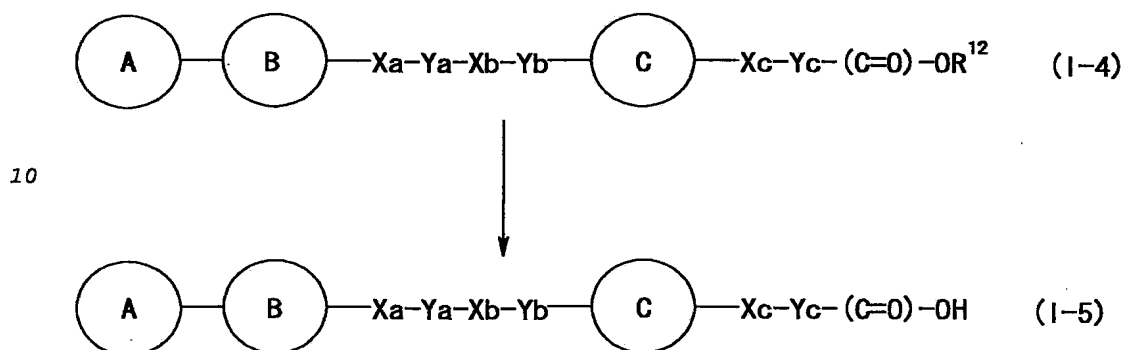 A B Xa-Ya-Xb-Yb C Xc-Yc-(C=O)-OR¹² (I-4)
10
A B Xa-Ya-Xb-Yb C Xc-Yc-(C=O)-OH (I-5)